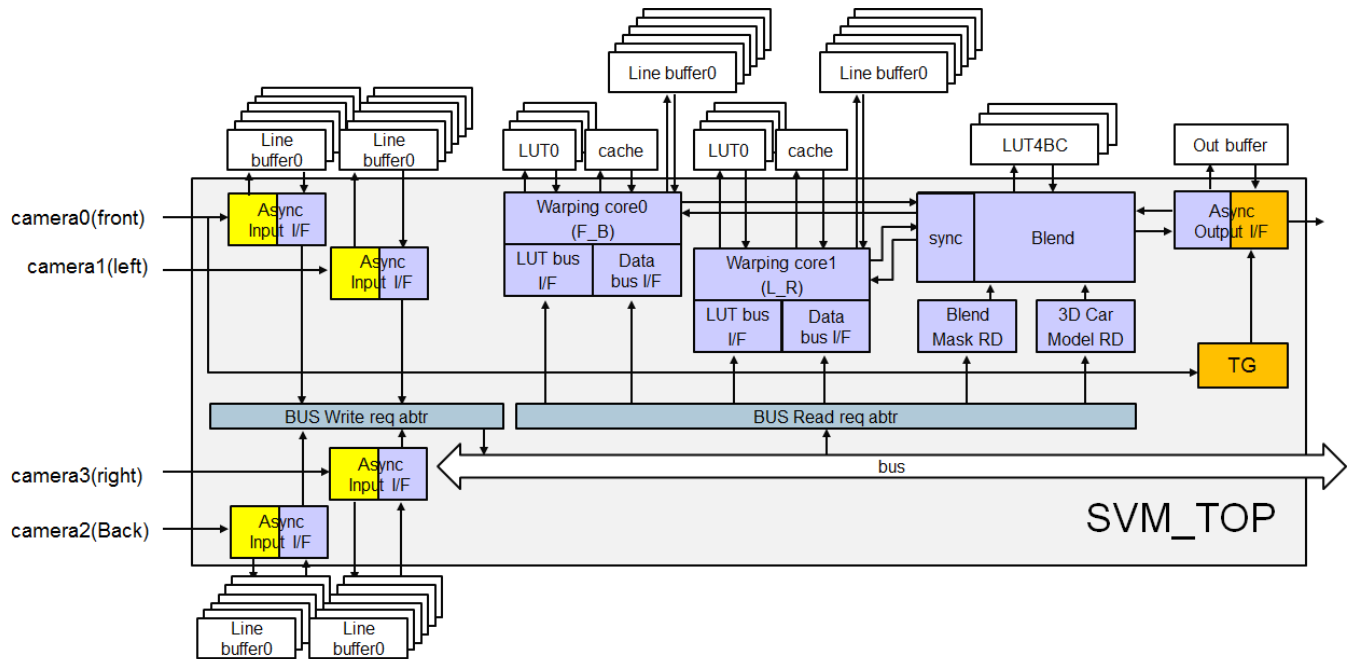 Line buffer0
Line buffer0
Line
buffer0
Line
buffer0
LUT0
cache
LUT0
cache
LUT4BC
Out buffer
camera0(front)
Async
Input I/F
Warping core0
(F_B)
LUT bus
I/F
Data
bus I/F
sync
Blend
Async
Output I/F
camera1(left)
Async
Input I/F
Warping core1
(L_R)
LUT bus
I/F
Data
bus I/F
Blend
Mask RD
3D Car
Model RD
TG
BUS Write req abtr
BUS Read req abtr
camera3(right)
Async
Input I/F
bus
camera2(Back)
Async
Input I/F
SVM_TOP
Line
buffer0
Line
buffer0